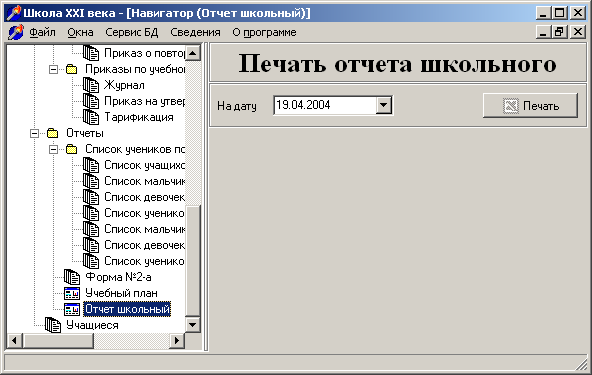 Школа XXI века - [Навигатор (Отчет школьный)]
Файл Окна Сервис БД Сведения О программе
Приказ о повтор
Приказы по учебно
Журнал
Приказ на утвер
Тарификация
Отчеты
Список учеников по
Список учащихс
Список мальчик
Список девочек
Список ученико
Список мальчик
Список девочек
Список ученико
Форма №2-а
Учебный план
Отчет школьный
Учащиеся
Печать отчета школьного
На дату 19.04.2004 Печать